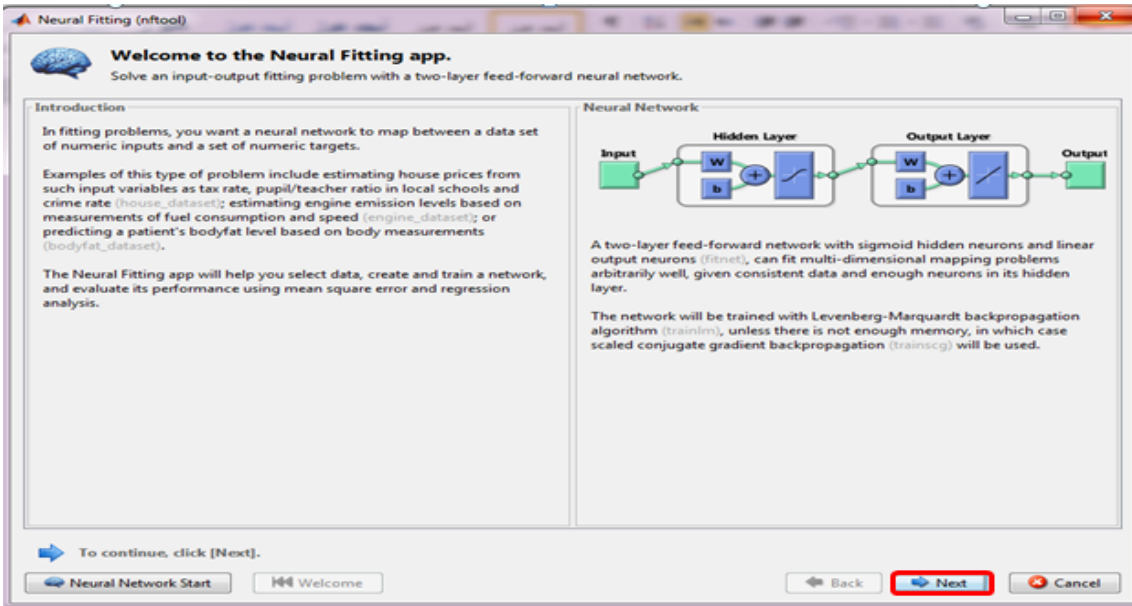 Neural Fitting (nftool)
Welcome to the Neural Fitting app.
Solve an input-output fitting problem with a two-layer feed-forward neural network.
Introduction
In fitting problems, you want a neural network to map between a data set
of numeric inputs and a set of numeric targets.
Examples of this type of problem include estimating house prices from
such input variables as tax rate, pupil/teacher ratio in local schools and
crime rate (house_dataset); estimating engine emission levels based on
measurements of fuel consumption and speed (engine_dataset); or
predicting a patient's bodyfat level based on body measurements
(bodyfat_dataset).
The Neural Fitting app will help you select data, create and train a network,
and evaluate its performance using mean square error and regression
analysis.
Neural Network
Hidden Layer
Output Layer
Input
Output
W
b
W
b
A two-layer feed-forward network with sigmoid hidden neurons and linear
output neurons (fitnet), can fit multi-dimensional mapping problems
arbitrarily well, given consistent data and enough neurons in its hidden
layer.
The network will be trained with Levenberg-Marquardt backpropagation
algorithm (trainlm), unless there is not enough memory, in which case
scaled conjugate gradient backpropagation (trainscg) will be used.
To continue, click [Next].
Neural Network Start
Welcome
Back
Next
Cancel